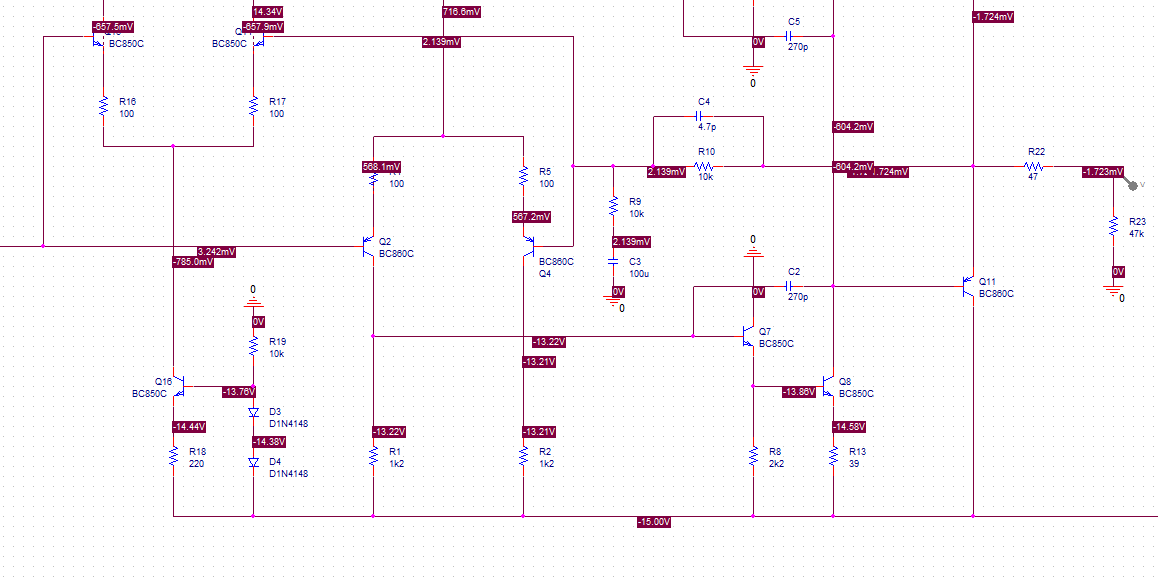 14.34V
716.6mV
-1.724mV
-657.5mV
-657.9mV
C5
BC850C
BC850C
2.139mV
0V
270p
0
R16
100
R17
100
C4
4.7p
-604.2mV
568.1mV
100
R5
100
2.139mV
R10
10k
-604.2mV
1.724mV
R22
47
-1.723mV
V
567.2mV
R9
10k
R23
47k
3.242mV
-785.0mV
Q2
BC860C
BC860C
Q4
2.139mV
C3
100u
0V
0
0
0V
C2
270p
Q11
BC860C
0V
0
0
0V
R19
10k
-13.22V
-13.21V
Q7
BC850C
Q16
BC850C
-13.76V
-13.86V
Q8
BC850C
D3
D1N4148
-14.44V
-14.38V
-13.22V
-13.21V
-14.58V
R18
220
D4
D1N4148
R1
1k2
R2
1k2
R8
2k2
R13
39
-15.00V